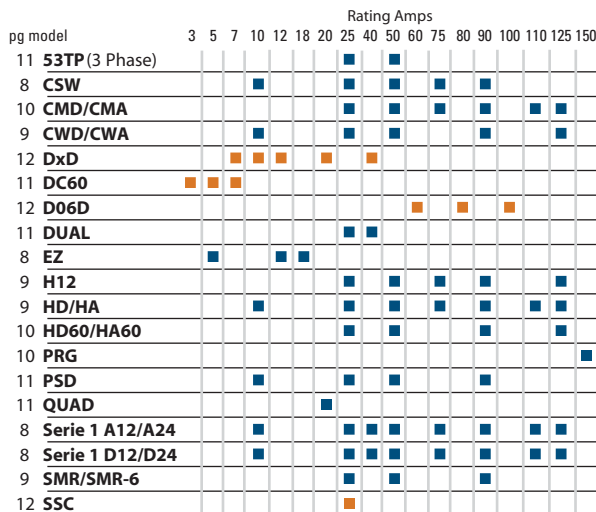 Rating Amps
pg model 3 5 7 10 12 18 20 25 40 50 60 75 80 90 100 110 125 150
11 53TP (3 Phase)
8 CSW
10 CMD/CMA
9 CWD/CWA
12 DxD
11 DC60
12 D06D
11 DUAL
8 EZ
9 H12
9 HD/HA
10 HD60/HA60
10 PRG
11 PSD
11 QUAD
8 Serie 1 A12/A24
8 Serie 1 D12/D24
9 SMR/SMR-6
12 SSC